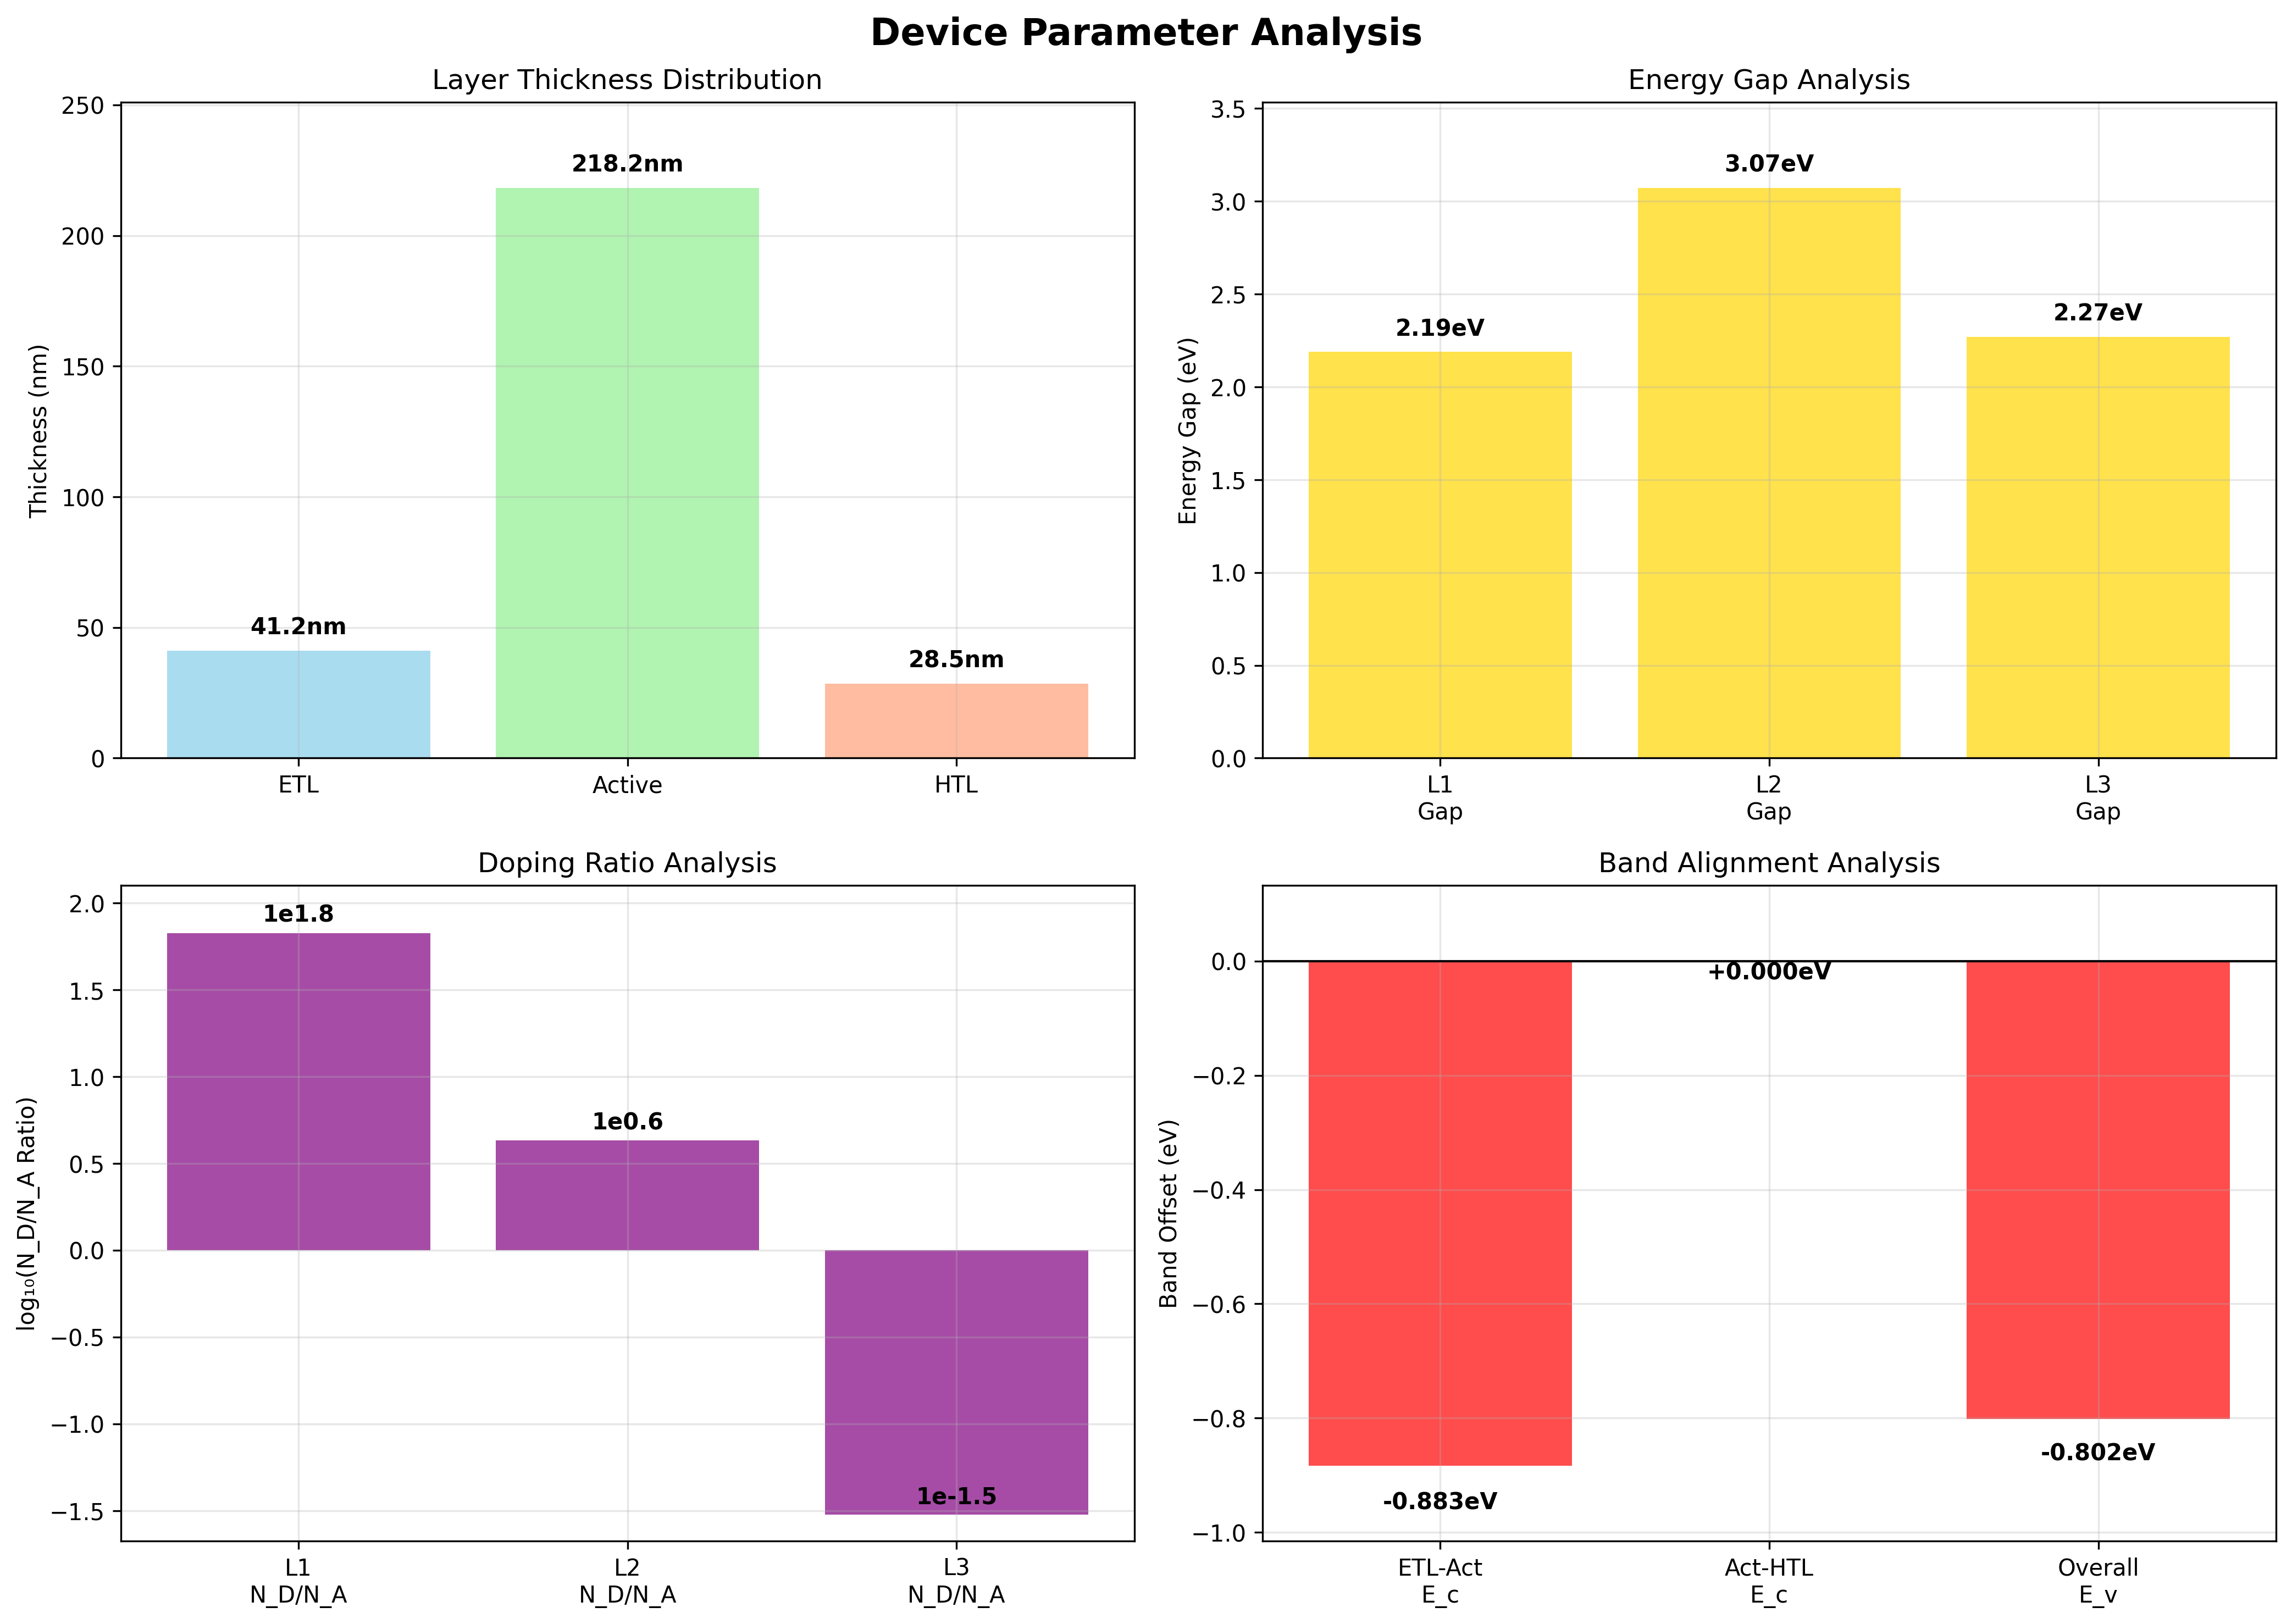 Device Parameter Analysis
Layer Thickness Distribution
Thickness (nm)
250
200
150
100
50
0
218.2nm
41.2nm
28.5nm
ETL
Active
HTL
Energy Gap Analysis
Energy Gap (eV)
3.5
3.0
2.5
2.0
1.5
1.0
0.5
0.0
3.07eV
2.19eV
2.27eV
L1
Gap
L2
Gap
L3
Gap
Doping Ratio Analysis
log₁₀(N_D/N_A Ratio)
2.0
1.5
1.0
0.5
0.0
−0.5
−1.0
−1.5
1e1.8
1e0.6
1e-1.5
L1
N_D/N_A
L2
N_D/N_A
L3
N_D/N_A
Band Alignment Analysis
Band Offset (eV)
0.0
−0.2
−0.4
−0.6
−0.8
−1.0
+0.000eV
-0.802eV
-0.883eV
ETL-Act
E_c
Act-HTL
E_c
Overall
E_v